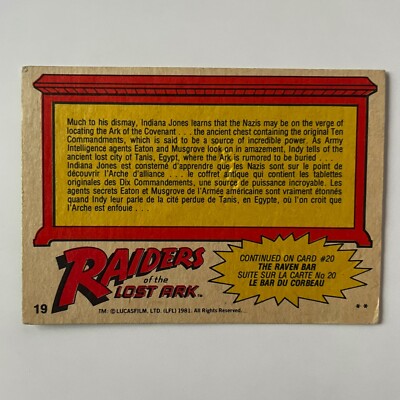 Much to his dismay, Indiana Jones learns that the Nazis may be on the verge of
locating the Ark of the Covenant . . . the ancient chest containing the original Ten
Commandments, which is said to be a source of incredible power. As Army
Intelligence agents Eaton and Musgrove look on in amazement, Indy tells of the
ancient lost city of Tanis, Egypt, where the Ark is rumored to be buried . . .
Indiana Jones est consterné d'apprendre que les Nazis sont sur le point de
découvrir l'Arche d'alliance . . . le coffret antique qui contient les tablettes
originales des Dix Commandements, une source de puissance incroyable. Les
agents secrets Eaton et Musgrove de l'Armée américaine sont vraiment étonnés
quand Indy leur parle de la cité perdue de Tanis, en Egypte, où l'on croit que
l'Arche est enfouie . . .
RAIDERS
of the
LOST ARK™
CONTINUED ON CARD #20
THE RAVEN BAR
SUITE SUR LA CARTE No 20
LE BAR DU CORBEAU
19
TM: © LUCASFILM, LTD. (LFL) 1981. All Rights Reserved.
**